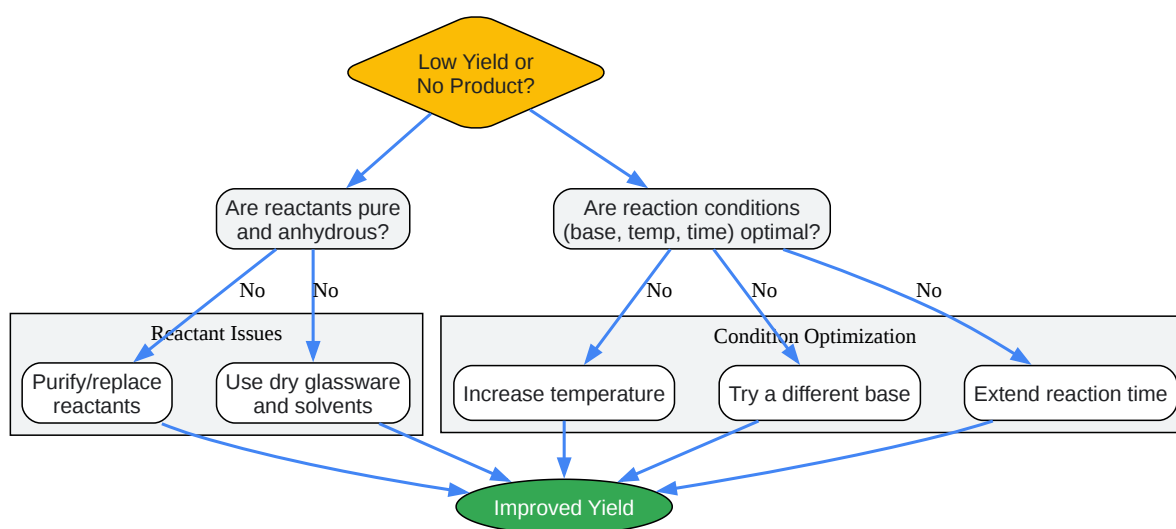 Low Yield or
No Product?
Are reactants pure
and anhydrous?
Are reaction conditions
(base, temp, time) optimal?
No
No
No
No
No
Reactant Issues
Condition Optimization
Purify/replace
reactants
Use dry glassware
and solvents
Increase temperature
Try a different base
Extend reaction time
Improved Yield